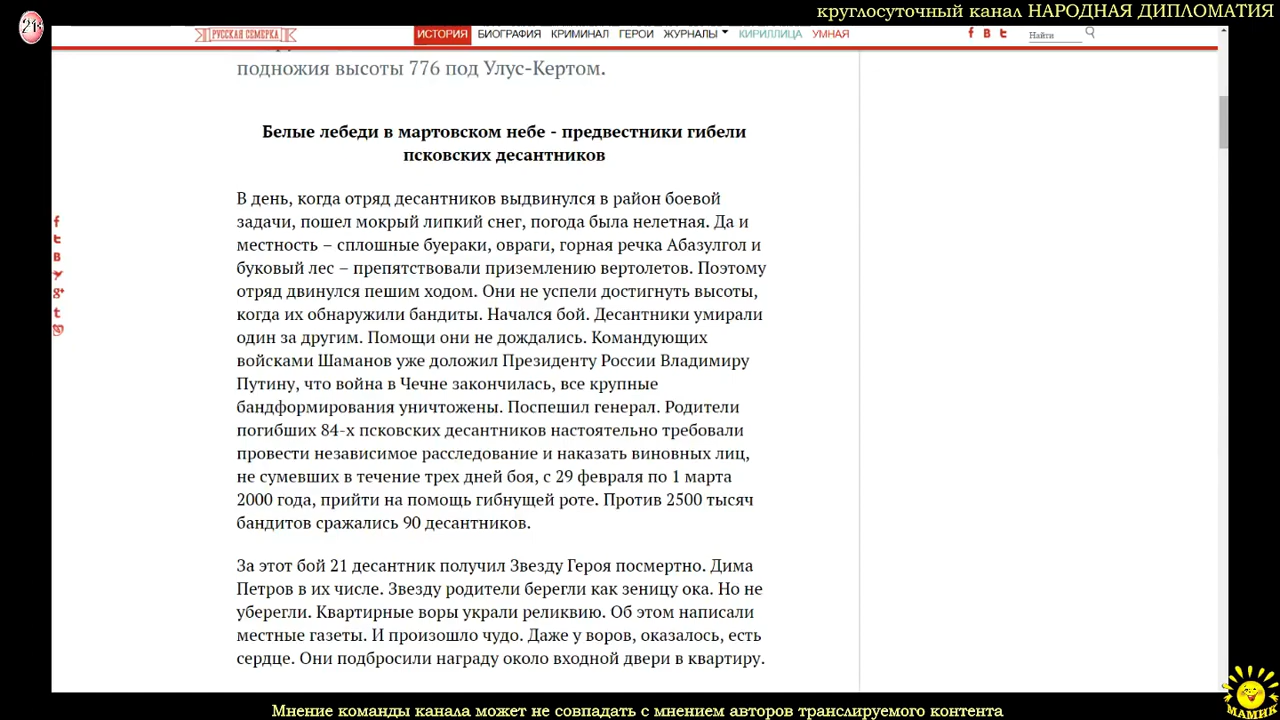 круглосуточный канал НАРОДНАЯ ДИПЛОМАТИЯ
РУССКАЯ СЕМЕРКА ИСТОРИЯ БИОГРАФИЯ КРИМИНАЛ ГЕРОИ ЖУРНАЛЫ КИРИЛЛИЦА УМНАЯ Найти
подножия высоты 776 под Улус-Кертом.
Белые лебеди в мартовском небе - предвестники гибели
псковских десантников
В день, когда отряд десантников выдвинулся в район боевой
задачи, пошел мокрый липкий снег, погода была нелетная. Да и
местность – сплошные буераки, овраги, горная речка Абазулгол и
буковый лес – препятствовали приземлению вертолетов. Поэтому
отряд двинулся пешим ходом. Они не успели достигнуть высоты,
когда их обнаружили бандиты. Начался бой. Десантники умирали
один за другим. Помощи они не дождались. Командующих
войсками Шаманов уже доложил Президенту России Владимиру
Путину, что война в Чечне закончилась, все крупные
бандформирования уничтожены. Поспешил генерал. Родители
погибших 84-х псковских десантников настоятельно требовали
провести независимое расследование и наказать виновных лиц,
не сумевших в течение трех дней боя, с 29 февраля по 1 марта
2000 года, прийти на помощь гибнущей роте. Против 2500 тысяч
бандитов сражались 90 десантников.
За этот бой 21 десантник получил Звезду Героя посмертно. Дима
Петров в их числе. Звезду родители берегли как зеницу ока. Но не
уберегли. Квартирные воры украли реликвию. Об этом написали
местные газеты. И произошло чудо. Даже у воров, оказалось, есть
сердце. Они подбросили награду около входной двери в квартиру.
МАМИК
Мнение команды канала может не совпадать с мнением авторов транслируемого контента